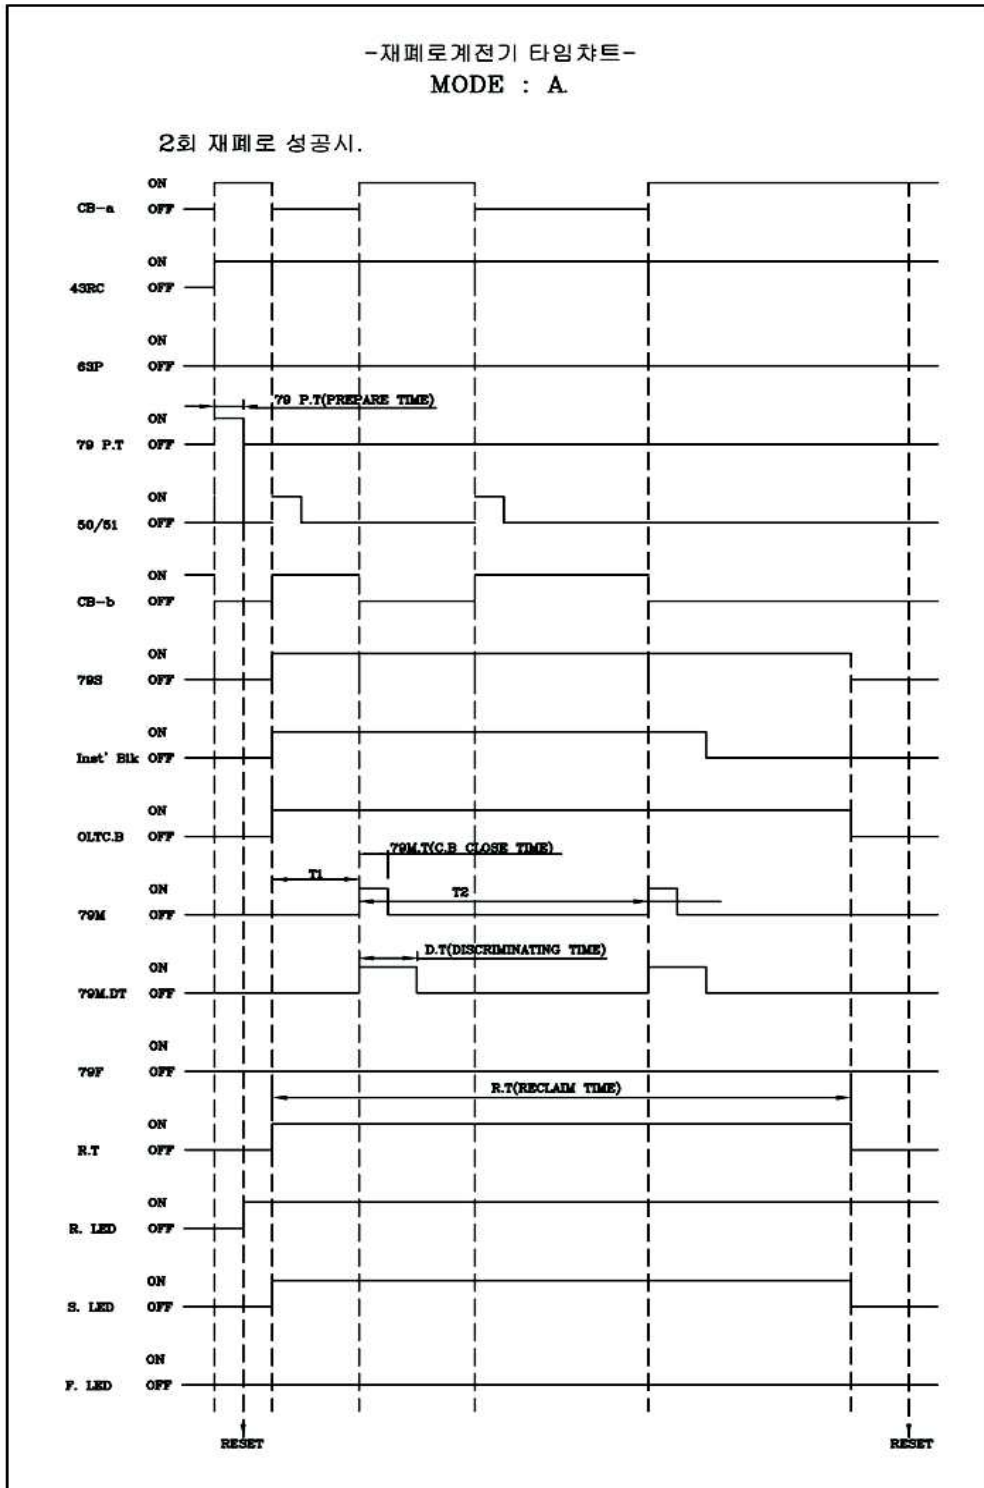 -재폐로계전기 타임챠트-
MODE : A.
2회 재폐로 성공시.
ON
CB-a OFF
ON
43RC OFF
ON
63P OFF
79 P.T(PREPARE TIME)
ON
79 P.T OFF
ON
50/51 OFF
ON
CB-b OFF
ON
79S OFF
ON
Inst' Blk OFF
ON
OLTC.B OFF
79M.T(C.B CLOSE TIME)
T1
ON
T2
79M OFF
D.T(DISCRIMINATING TIME)
ON
79M.DT OFF
ON
79F OFF
R.T(RECLAIM TIME)
ON
R.T OFF
ON
R. LED OFF
ON
S. LED OFF
ON
F. LED OFF
RESET RESET